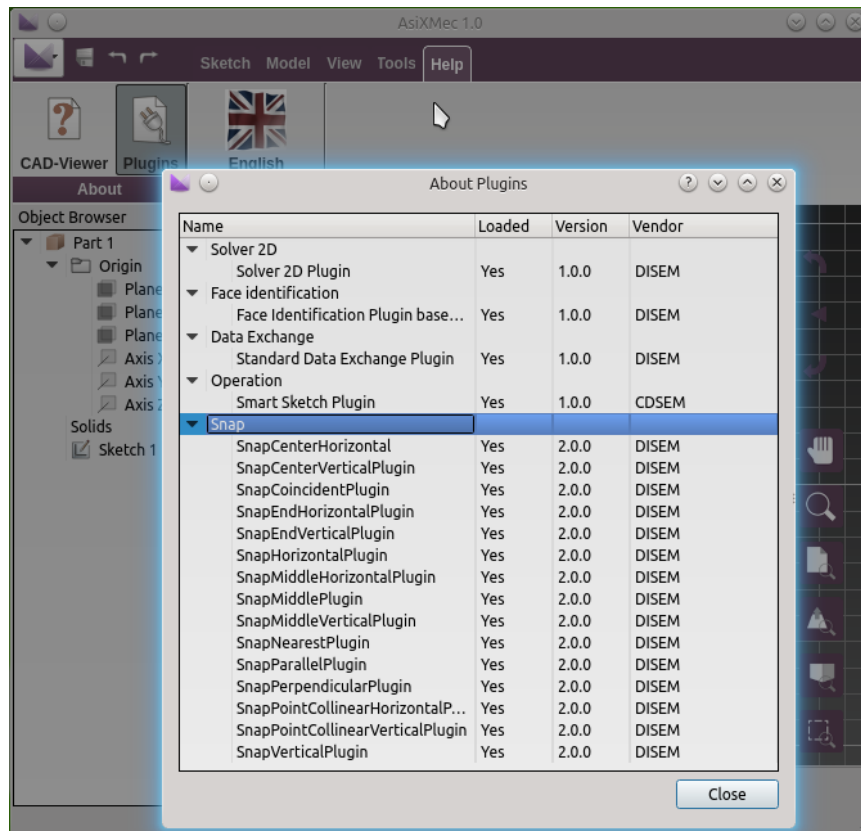 AsiXMec 1.0
Sketch Model View Tools Help
CAD-Viewer Plugins English
About
About Plugins
Object Browser
Part 1
Origin
Plane
Plane
Plane
Axis
Axis
Axis
Solids
Sketch 1
Name Loaded Version Vendor
Solver 2D
Solver 2D Plugin Yes 1.0.0 DISEM
Face identification
Face Identification Plugin base... Yes 1.0.0 DISEM
Data Exchange
Standard Data Exchange Plugin Yes 1.0.0 DISEM
Operation
Smart Sketch Plugin Yes 1.0.0 CDSEM
Snap
SnapCenterHorizontal Yes 2.0.0 DISEM
SnapCenterVerticalPlugin Yes 2.0.0 DISEM
SnapCoincidentPlugin Yes 2.0.0 DISEM
SnapEndHorizontalPlugin Yes 2.0.0 DISEM
SnapEndVerticalPlugin Yes 2.0.0 DISEM
SnapHorizontalPlugin Yes 2.0.0 DISEM
SnapMiddleHorizontalPlugin Yes 2.0.0 DISEM
SnapMiddlePlugin Yes 2.0.0 DISEM
SnapMiddleVerticalPlugin Yes 2.0.0 DISEM
SnapNearestPlugin Yes 2.0.0 DISEM
SnapParallelPlugin Yes 2.0.0 DISEM
SnapPerpendicularPlugin Yes 2.0.0 DISEM
SnapPointCollinearHorizontalP... Yes 2.0.0 DISEM
SnapPointCollinearVerticalPlugin Yes 2.0.0 DISEM
SnapVerticalPlugin Yes 2.0.0 DISEM
Close